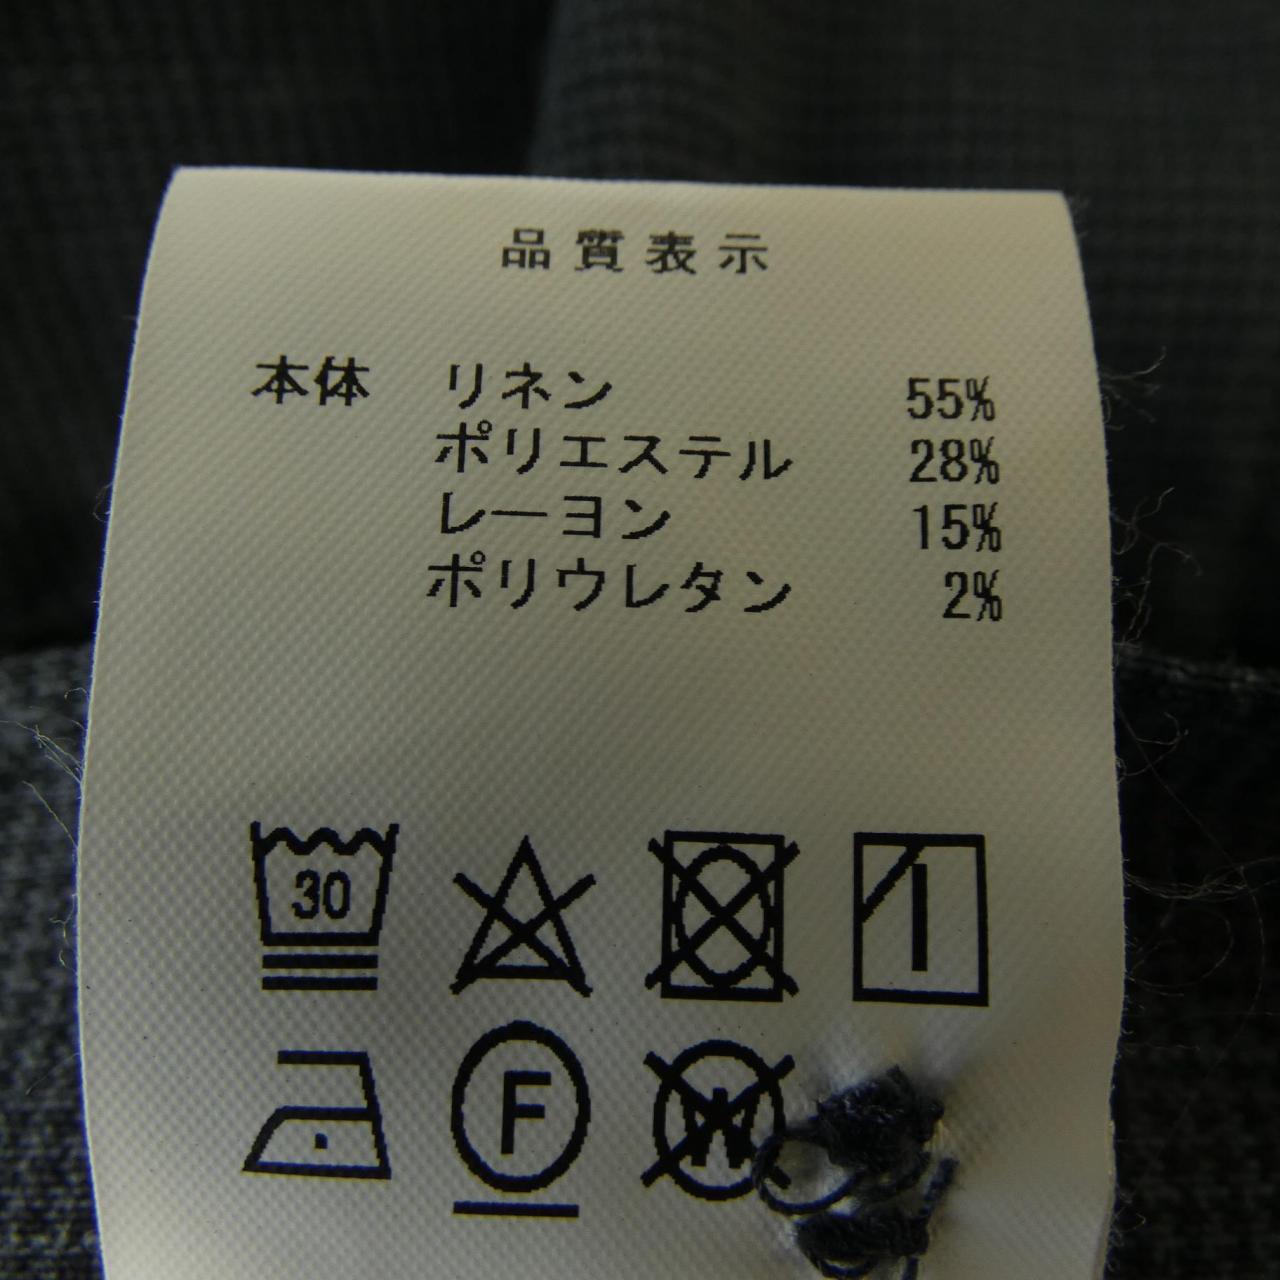 品質表示
本体 リネン 55%
ポリエステル 28%
レーヨン 15%
ポリウレタン 2%
30
F W